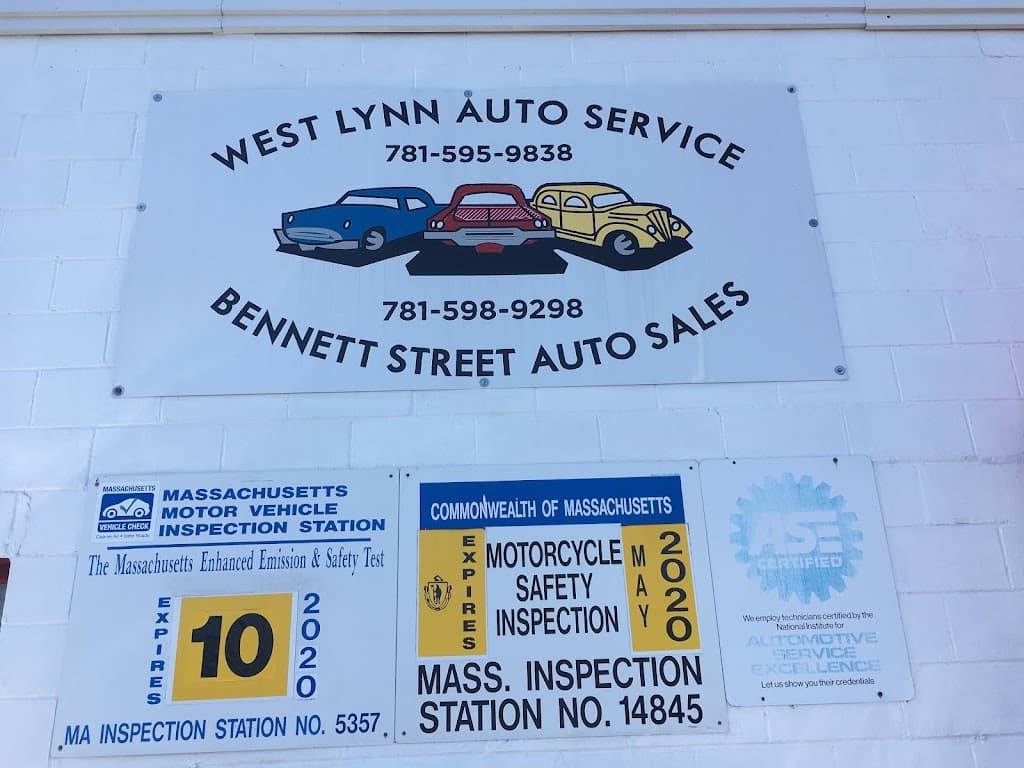 WEST LYNN AUTO SERVICE
781-595-9838
781-598-9298
BENNETT STREET AUTO SALES
MASSACHUSETTS
VEHICLE CHECK
MASSACHUSETTS
MOTOR VEHICLE
INSPECTION STATION
The Massachusetts Enhanced Emission & Safety Test
EXPIRES
10
2020
MA INSPECTION STATION NO. 5357
COMMONWEALTH OF MASSACHUSETTS
EXPIRES
MOTORCYCLE
SAFETY
INSPECTION
MAY
2020
MASS. INSPECTION
STATION NO. 14845
ASE
CERTIFIED
We employ technicians certified by the
National Institute for
AUTOMOTIVE
SERVICE
EXCELLENCE
Let us show you their credentials